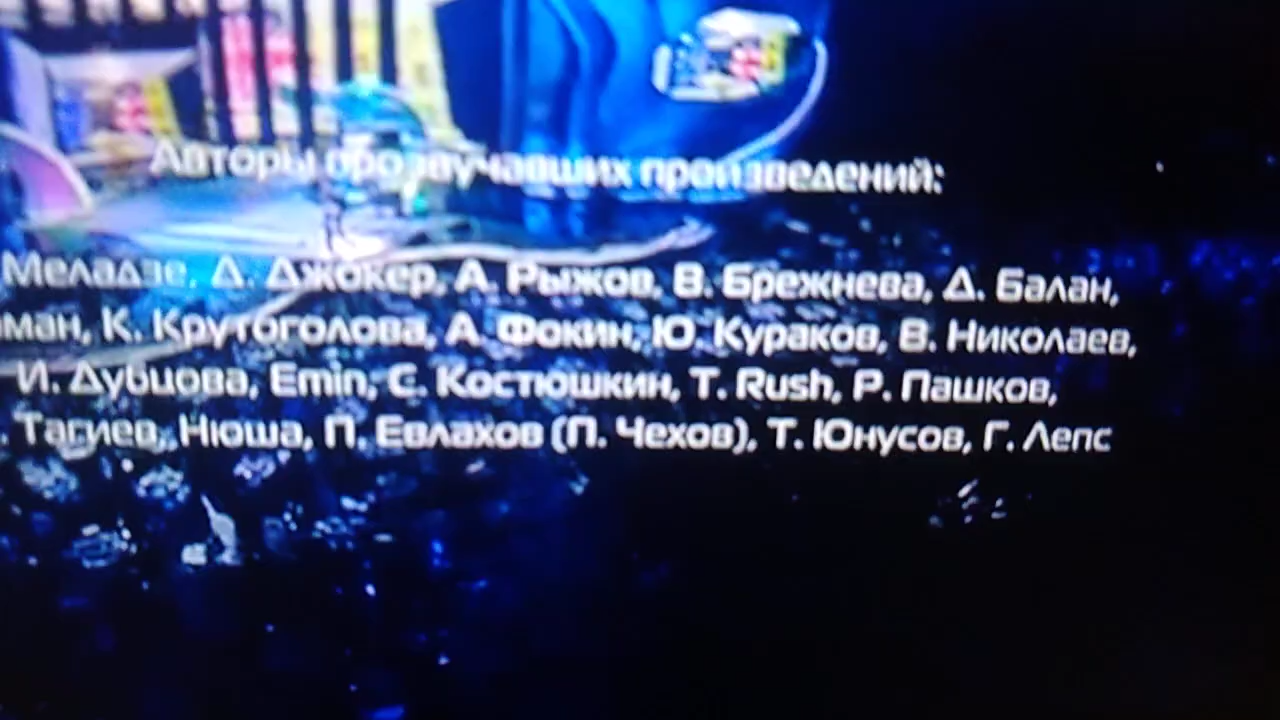 Авторы прозвучавших произведений:
Меладзе, Д. Джокер, А. Рыжов, В. Брежнева, Д. Балан,
К. Крутоголова, А. Фокин, Ю. Кураков, В. Николаев,
И. Дубцова, Emin, С. Костюшкин, T. Rush, Р. Пашков,
Тагиев, Нюша, П. Евлахов (П. Чехов), Т. Юнусов, Г. Лепс